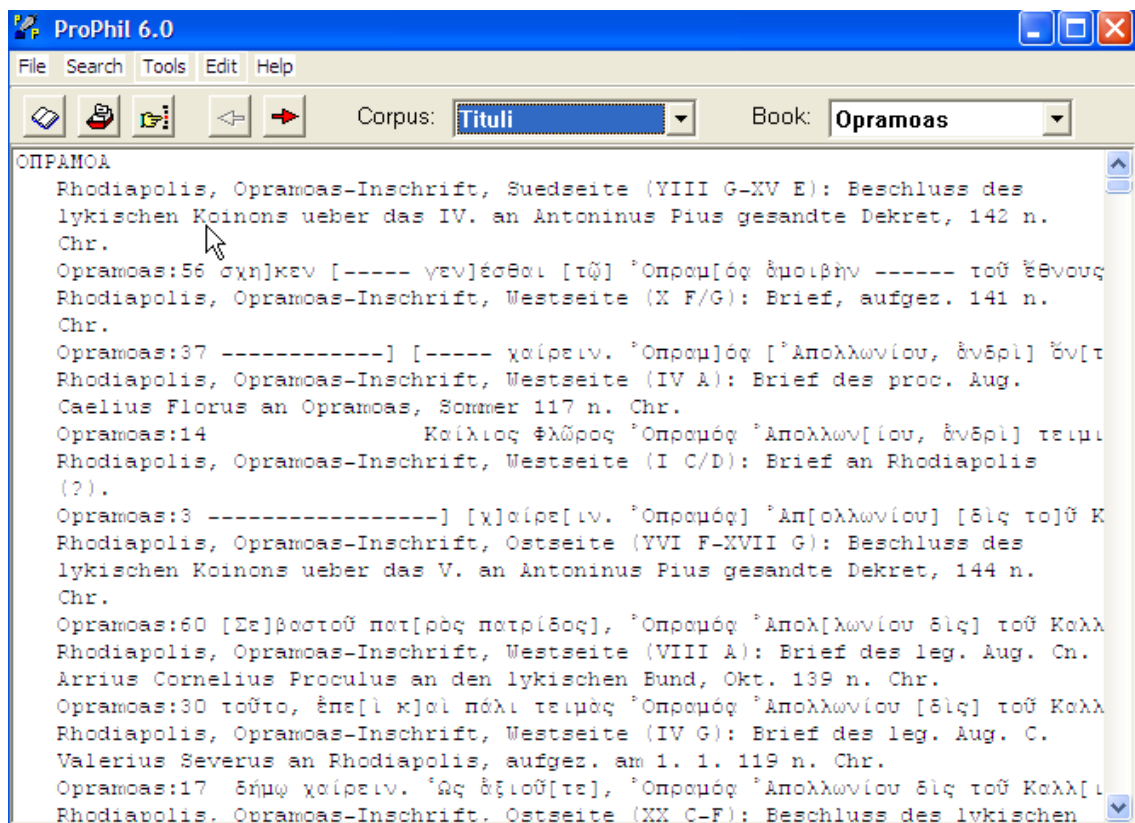 ProPhil 6.0
File Search Tools Edit Help
Corpus: Tituli Book: Opramoas
ΟΠΡΑΜΟΑ
Rhodiapolis, Opramoas-Inschrift, Suedseite (YIII G-XV E): Beschluss des
lykischen Koinons ueber das IV. an Antoninus Pius gesandte Dekret, 142 n.
Chr.
Opramoas:56 σχη]κεν [----- γεν]έσθαι [τῷ] Ὀπραμ[όᾳ ἀμοιβὴν ------ τοῦ ἔθνους
Rhodiapolis, Opramoas-Inschrift, Westseite (X F/G): Brief, aufgez. 141 n.
Chr.
Opramoas:37 ------------] [----- χαίρειν. Ὀπραμ]όᾳ [Ἀπολλωνίου, ἀνδρὶ] ὄν[τ
Rhodiapolis, Opramoas-Inschrift, Westseite (IV A): Brief des proc. Aug.
Caelius Florus an Opramoas, Sommer 117 n. Chr.
Opramoas:14 Καίλιος Φλῶρος Ὀπραμόᾳ Ἀπολλων[ίου, ἀνδρὶ] τειμι
Rhodiapolis, Opramoas-Inschrift, Westseite (I C/D): Brief an Rhodiapolis
(?).
Opramoas:3 -----------------] [χ]αίρε[ιν. Ὀπραμόᾳ] Ἀπ[ολλωνίου] [δὶς το]ῦ Κ
Rhodiapolis, Opramoas-Inschrift, Ostseite (YVI F-XVII G): Beschluss des
lykischen Koinons ueber das V. an Antoninus Pius gesandte Dekret, 144 n.
Chr.
Opramoas:60 [Σε]βαστοῦ πατ[ρὸς πατρίδος], Ὀπραμόᾳ Ἀπολ[λωνίου δὶς] τοῦ Καλλ
Rhodiapolis, Opramoas-Inschrift, Westseite (VIII A): Brief des leg. Aug. Cn.
Arrius Cornelius Proculus an den lykischen Bund, Okt. 139 n. Chr.
Opramoas:30 τοῦτο, ἐπε[ὶ κ]αὶ πάλι τειμὰς Ὀπραμόᾳ Ἀπολλωνίου [δὶς] τοῦ Καλλ
Rhodiapolis, Opramoas-Inschrift, Westseite (IV G): Brief des leg. Aug. C.
Valerius Severus an Rhodiapolis, aufgez. am 1. 1. 119 n. Chr.
Opramoas:17 δήμῳ χαίρειν. Ὡς ἀξιοῦ[τε], Ὀπραμόᾳ Ἀπολλωνίου δὶς τοῦ Καλλ[ι
Rhodiapolis, Opramoas-Inschrift, Ostseite (XX C-F): Beschluss des lykischen